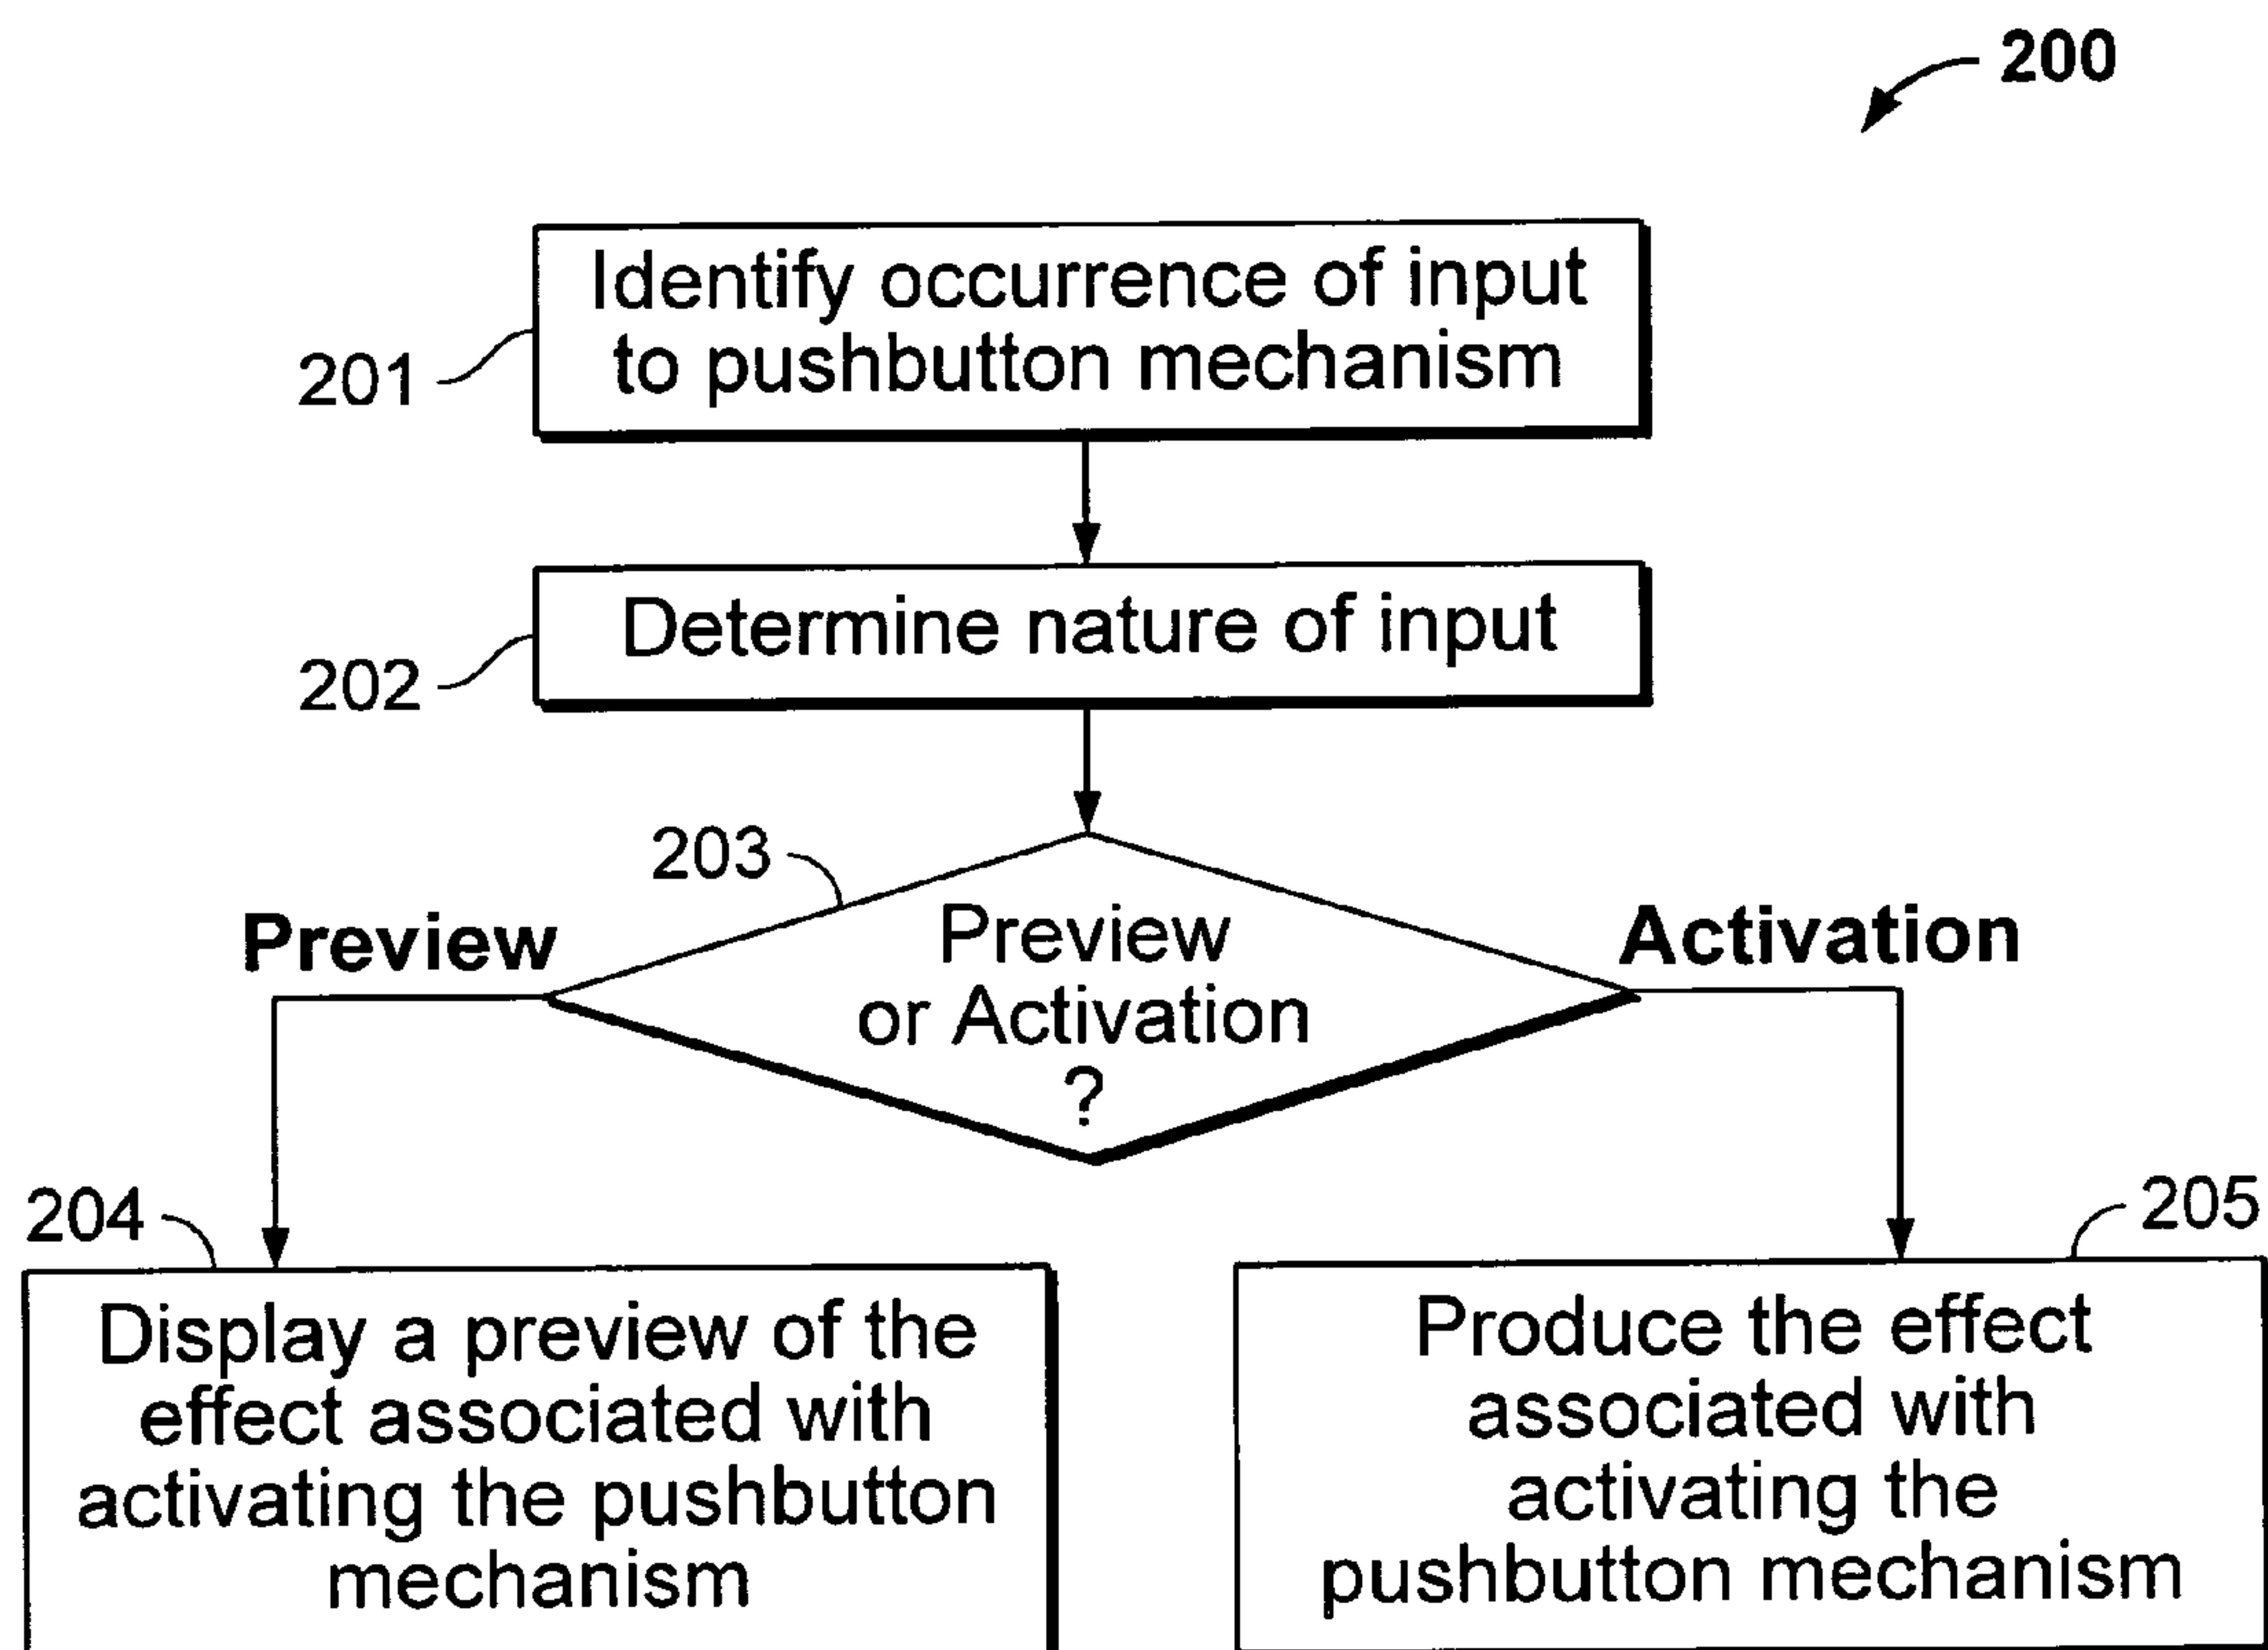 200
Identify occurrence of input
to pushbutton mechanism
201
Determine nature of input
202
203
Preview
or Activation
?
Preview
Activation
204
Display a preview of the
effect associated with
activating the pushbutton
mechanism
205
Produce the effect
associated with
activating the
pushbutton mechanism